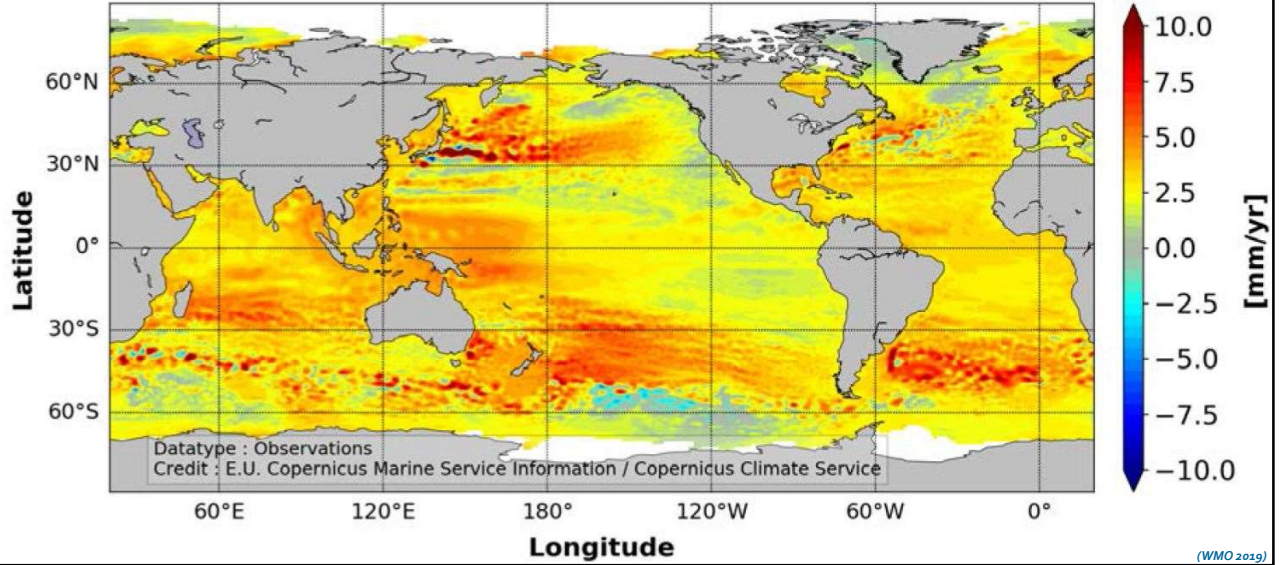 10.0
7.5
5.0
2.5
0.0
−2.5
−5.0
−7.5
−10.0
[mm/yr]
60°N
30°N
0°
30°S
60°S
Latitude
Datatype : Observations
Credit : E.U. Copernicus Marine Service Information / Copernicus Climate Service
60°E 120°E 180° 120°W 60°W 0°
Longitude
(WMO 2019)